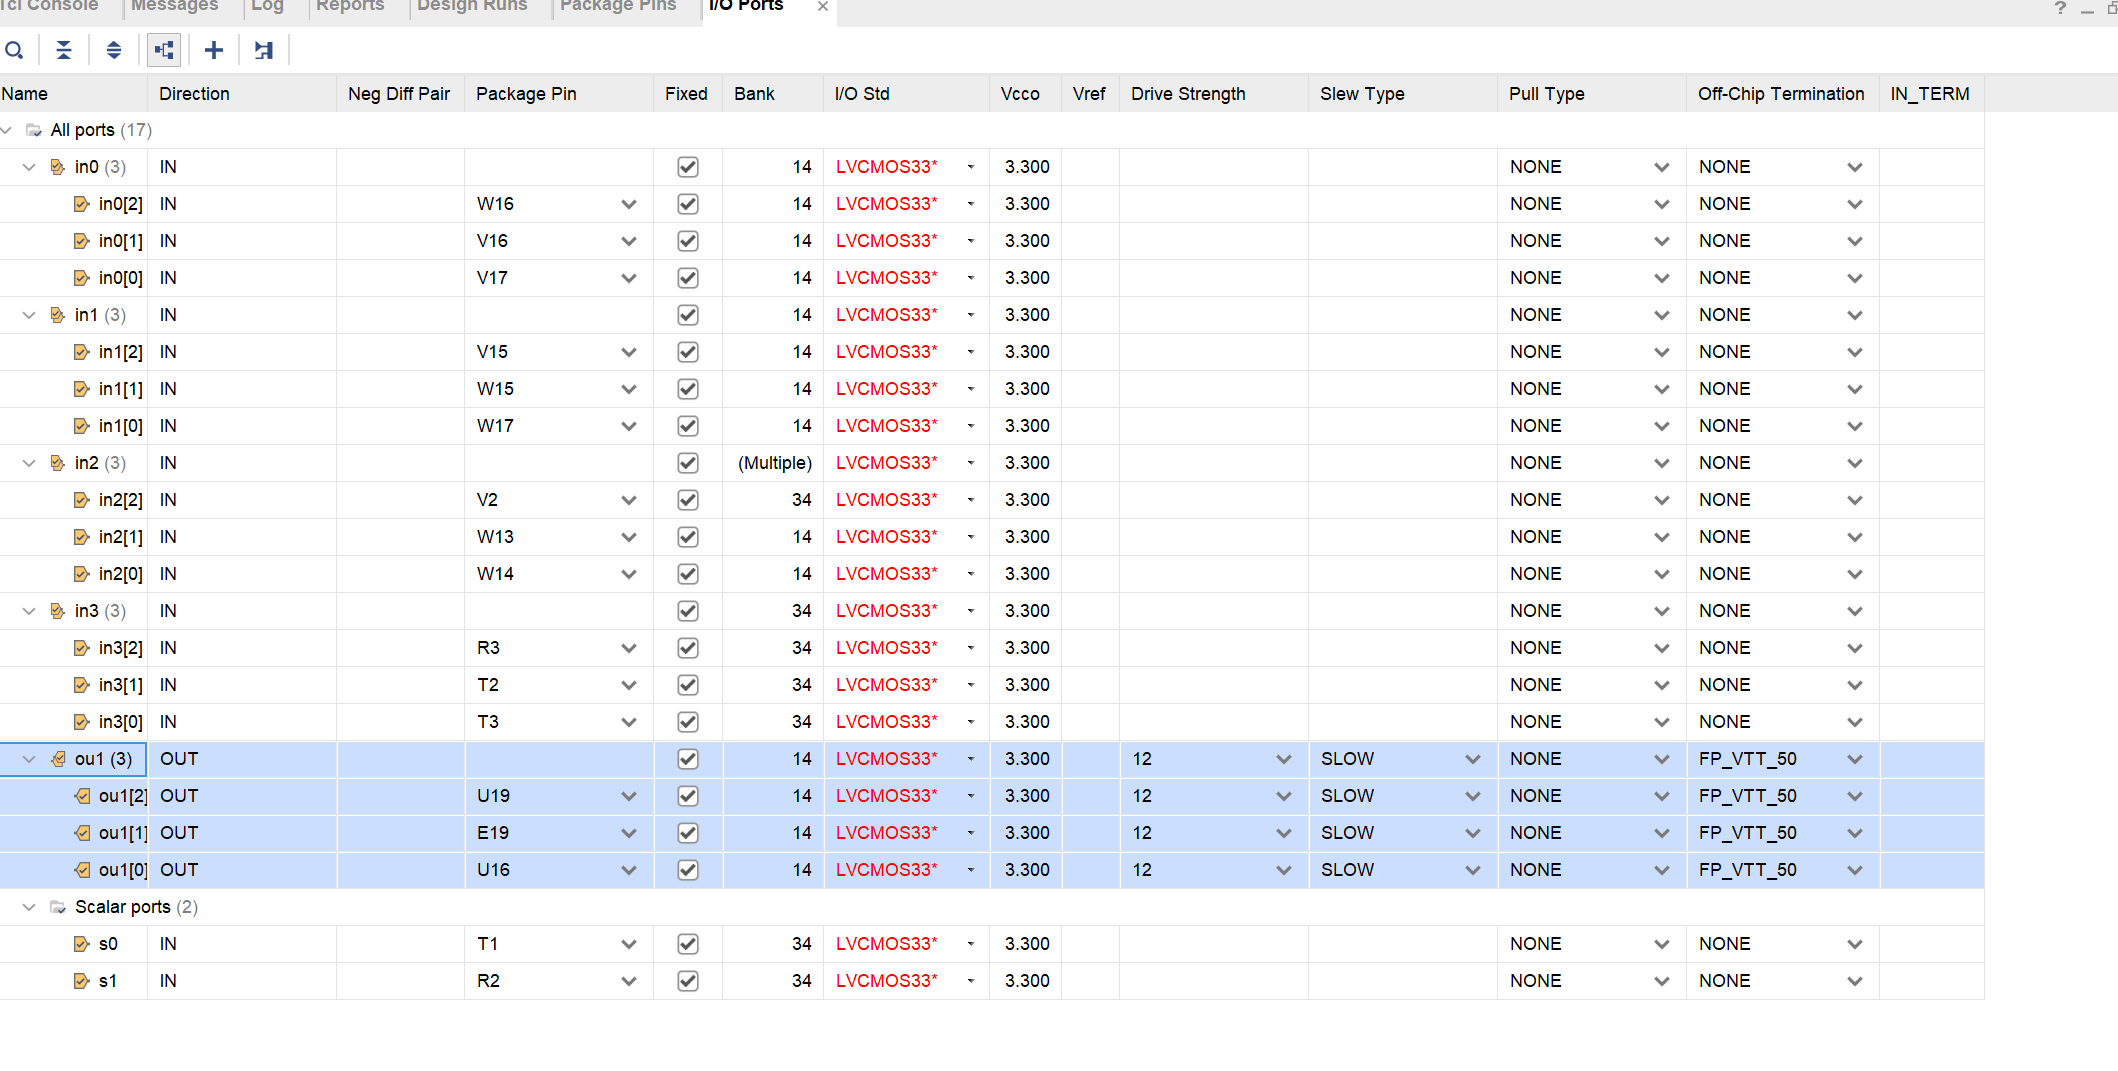 Tcl Console Messages Log Reports Design Runs Package Pins I/O Ports
Name Direction Neg Diff Pair Package Pin Fixed Bank I/O Std Vcco Vref Drive Strength Slew Type Pull Type Off-Chip Termination IN_TERM
All ports (17)
in0 (3) IN 14 LVCMOS33* 3.300 NONE NONE
in0[2] IN W16 14 LVCMOS33* 3.300 NONE NONE
in0[1] IN V16 14 LVCMOS33* 3.300 NONE NONE
in0[0] IN V17 14 LVCMOS33* 3.300 NONE NONE
in1 (3) IN 14 LVCMOS33* 3.300 NONE NONE
in1[2] IN V15 14 LVCMOS33* 3.300 NONE NONE
in1[1] IN W15 14 LVCMOS33* 3.300 NONE NONE
in1[0] IN W17 14 LVCMOS33* 3.300 NONE NONE
in2 (3) IN (Multiple) LVCMOS33* 3.300 NONE NONE
in2[2] IN V2 34 LVCMOS33* 3.300 NONE NONE
in2[1] IN W13 14 LVCMOS33* 3.300 NONE NONE
in2[0] IN W14 14 LVCMOS33* 3.300 NONE NONE
in3 (3) IN 34 LVCMOS33* 3.300 NONE NONE
in3[2] IN R3 34 LVCMOS33* 3.300 NONE NONE
in3[1] IN T2 34 LVCMOS33* 3.300 NONE NONE
in3[0] IN T3 34 LVCMOS33* 3.300 NONE NONE
ou1 (3) OUT 14 LVCMOS33* 3.300 12 SLOW NONE FP_VTT_50
ou1[2] OUT U19 14 LVCMOS33* 3.300 12 SLOW NONE FP_VTT_50
ou1[1] OUT E19 14 LVCMOS33* 3.300 12 SLOW NONE FP_VTT_50
ou1[0] OUT U16 14 LVCMOS33* 3.300 12 SLOW NONE FP_VTT_50
Scalar ports (2)
s0 IN T1 34 LVCMOS33* 3.300 NONE NONE
s1 IN R2 34 LVCMOS33* 3.300 NONE NONE